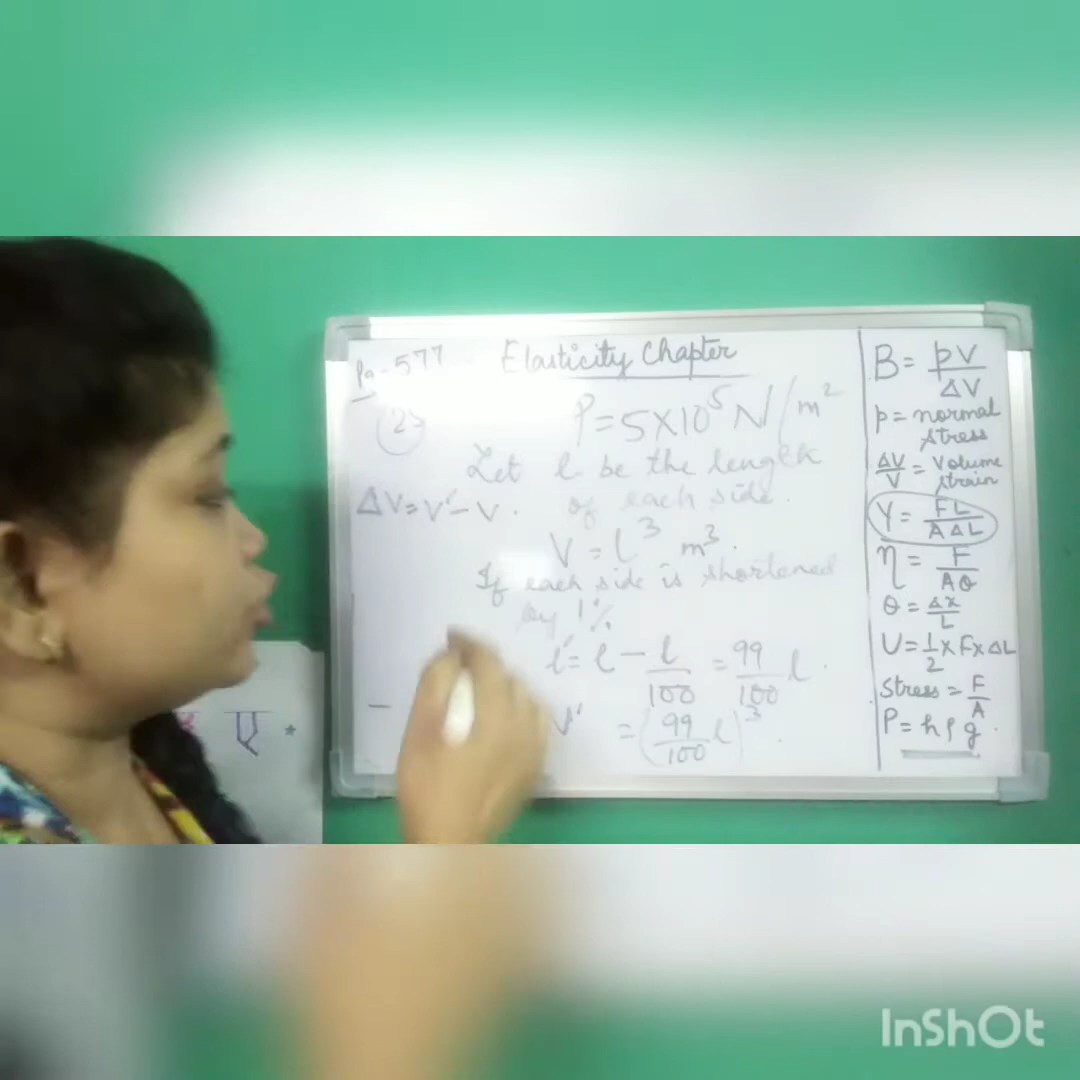 Pg-577 Elasticity Chapter
P=5×10⁵ N/m²
Let l be the length
of each side.
ΔV=V'-V.
V = l³ m³.
If each side is shortened
by 1%
l'= l - l/100 = 99/100 l.
V' = (99/100 l)³.
B= pV/ΔV
p= normal
stress
ΔV/V = Volume
strain
Y= FL/AΔL
η= F/Aθ
θ= Δx/L
U=1/2×F×ΔL
Stress= F/A
P=hρg
ए
InShOt